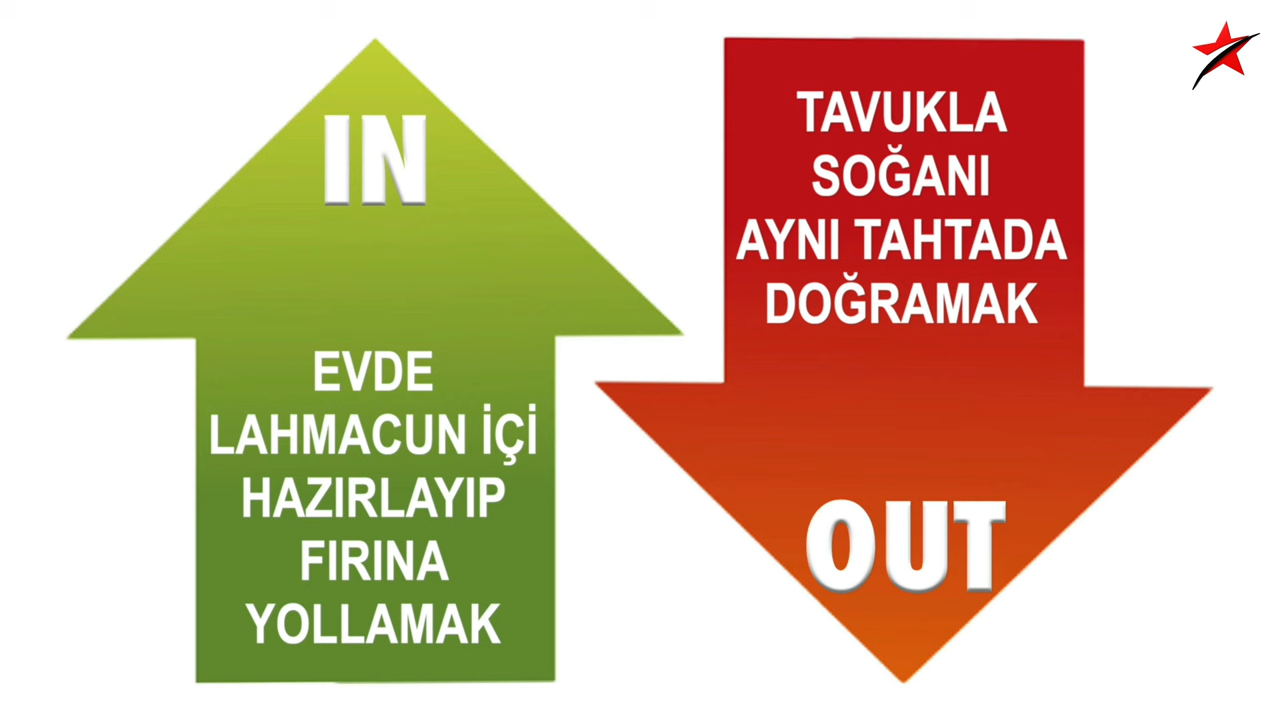 IN
EVDE
LAHMACUN İÇİ
HAZIRLAYIP
FIRINA
YOLLAMAK
TAVUKLA
SOĞANI
AYNI TAHTADA
DOĞRAMAK
OUT